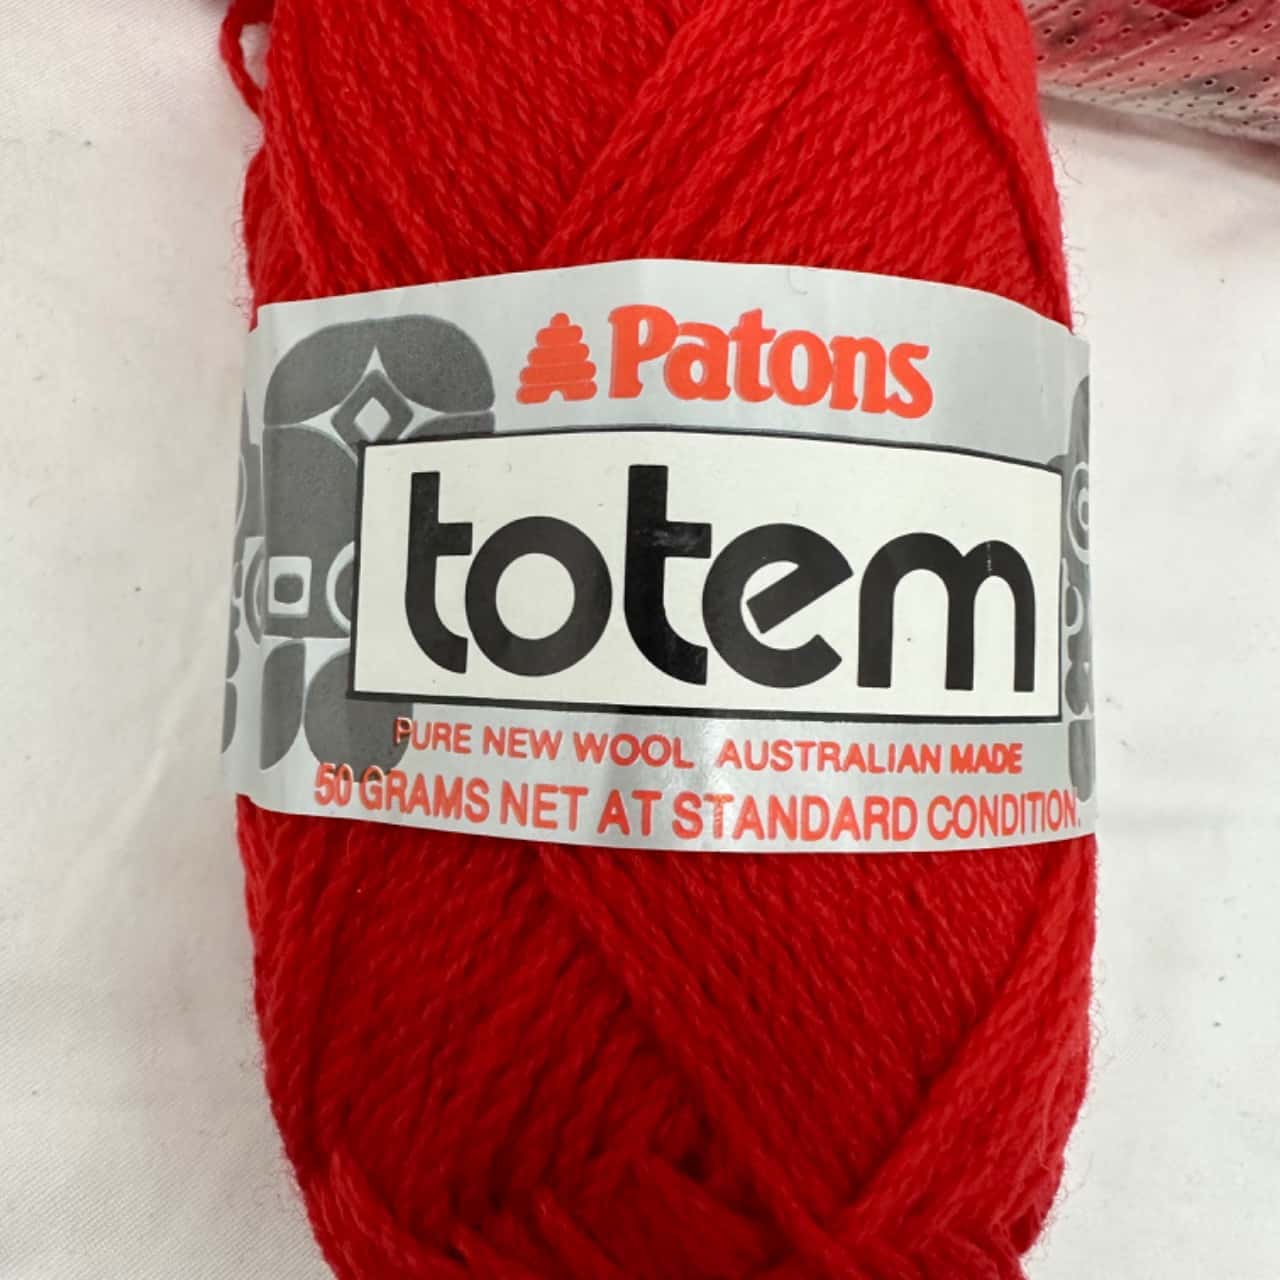 Patons
totem
PURE NEW WOOL AUSTRALIAN MADE
50 GRAMS NET AT STANDARD CONDITION